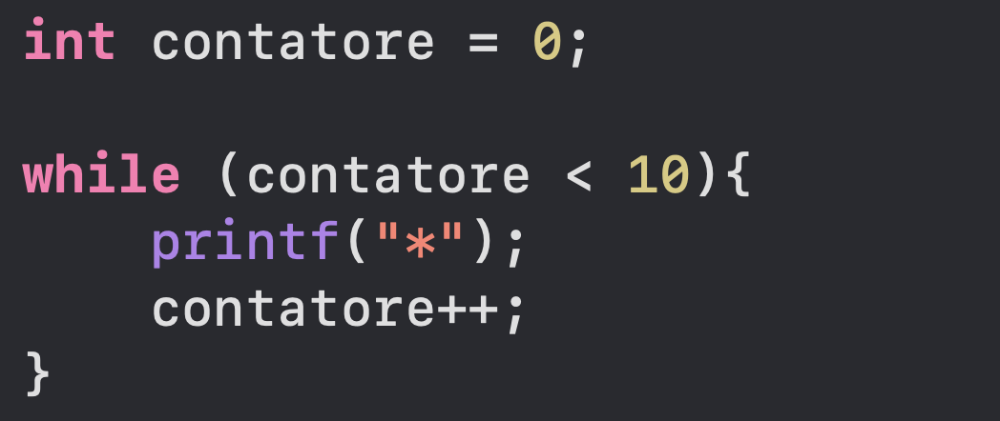 int contatore = 0;
while (contatore < 10){
    printf("*");
    contatore++;
}